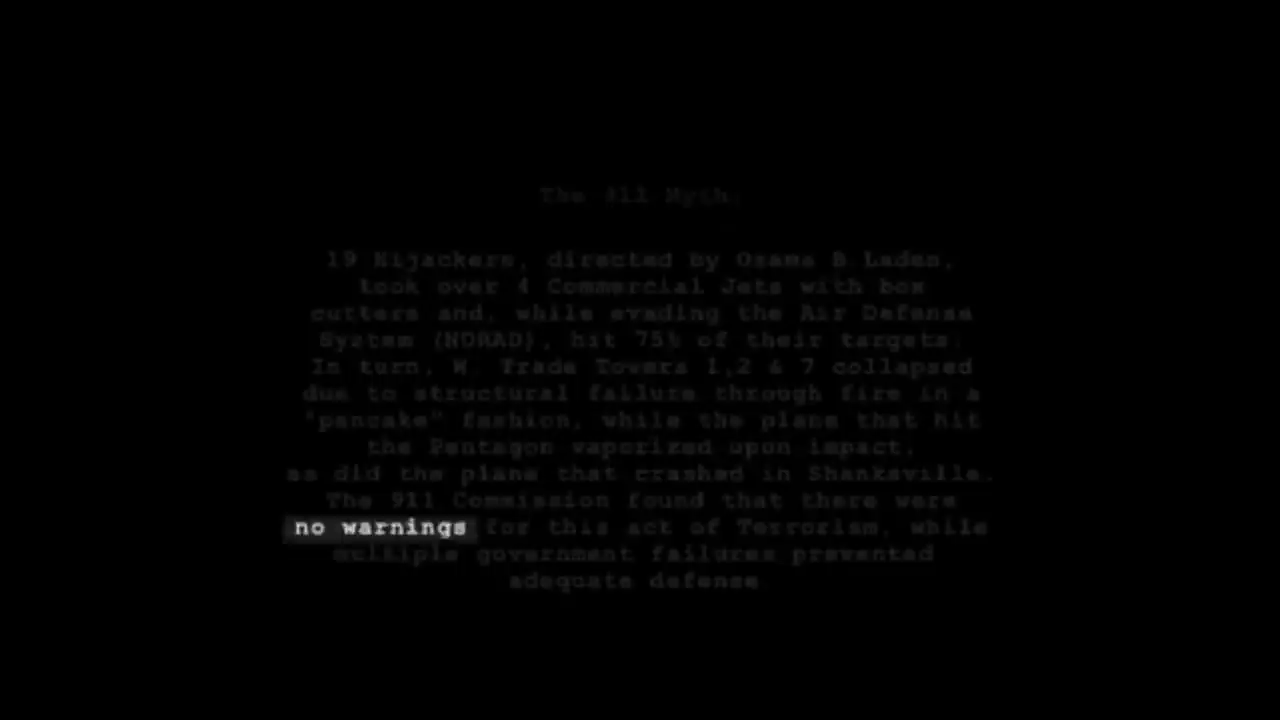 The 911 Myth:
19 Hijackers, directed by Osama B Laden,
took over 4 Commercial Jets with box
cutters and, while evading the Air Defense
System (NORAD), hit 75% of their targets.
In turn, W. Trade Towers 1,2 & 7 collapsed
due to structural failure through fire in a
"pancake" fashion, while the plane that hit
the Pentagon vaporized upon impact,
as did the plane that crashed in Shanksville.
The 911 Commission found that there were
no warnings for this act of Terrorism, while
multiple government failures prevented
adequate defense